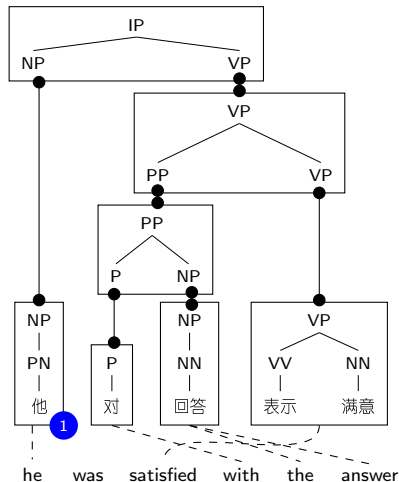 IP
NP VP
VP
PP VP
PP
P NP
NP P NP VP
PN NN VV NN
他 对 回答 表示 满意
1
he was satisfied with the answer